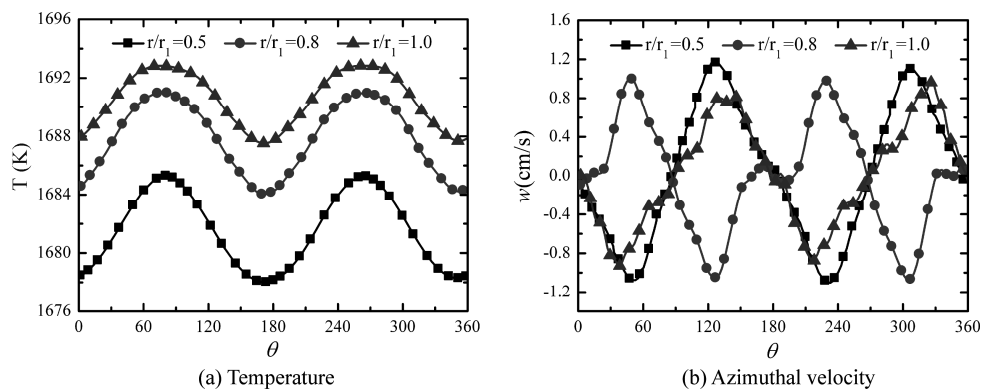 1696
1692
1688
1684
1680
1676
T (K)
r/r1=0.5 r/r1=0.8 r/r1=1.0
0 60 120 180 240 300 360
θ
(a) Temperature
1.6
1.2
0.8
0.4
0.0
-0.4
-0.8
-1.2
w(cm/s)
r/r1=0.5 r/r1=0.8 r/r1=1.0
0 60 120 180 240 300 360
θ
(b) Azimuthal velocity